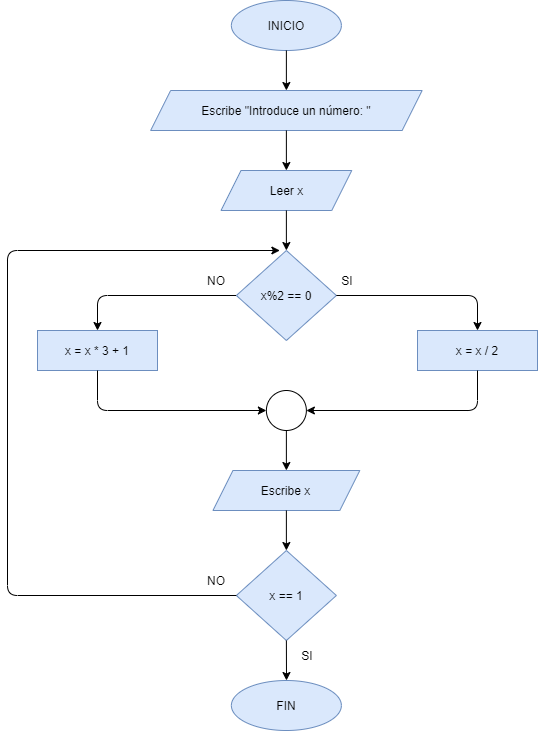 INICIO
Escribe "Introduce un número: "
Leer x
NO
SI
x%2 == 0
x = x * 3 + 1
x = x / 2
Escribe x
NO
x == 1
SI
FIN